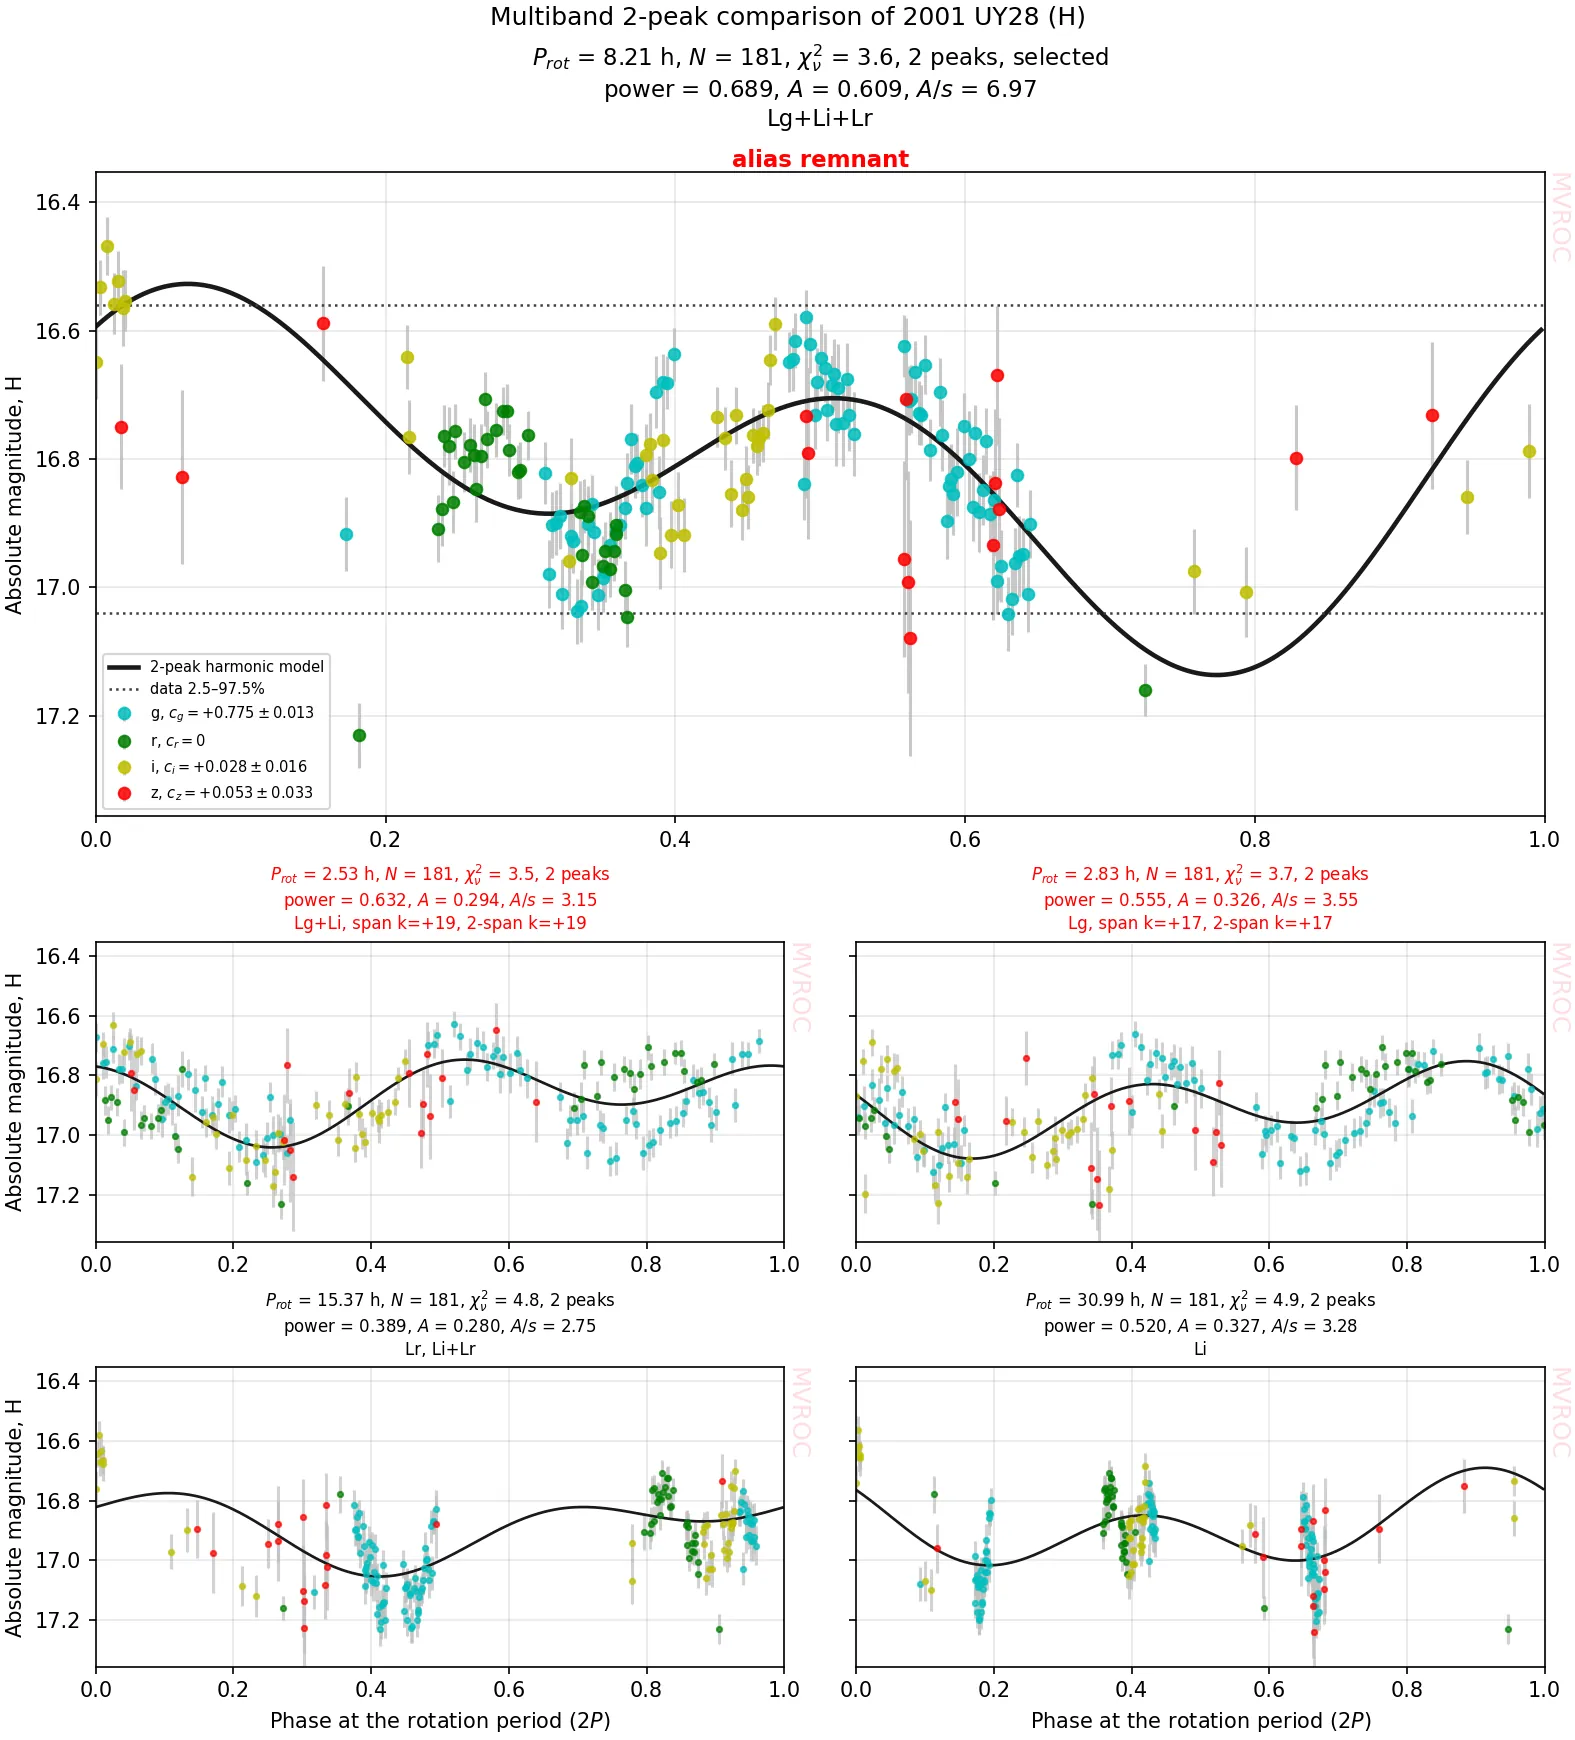 Multiband 2-peak comparison of 2001 UY28 (H)
P_rot = 8.21 h, N = 181, χ²_ν = 3.6, 2 peaks, selected
power = 0.689, A = 0.609, A/s = 6.97
Lg+Li+Lr
alias remnant
MVROC
16.4
16.6
16.8
17.0
17.2
Absolute magnitude, H
2-peak harmonic model
data 2.5–97.5%
g, c_g = +0.775 ± 0.013
r, c_r = 0
i, c_i = +0.028 ± 0.016
z, c_z = +0.053 ± 0.033
0.0 0.2 0.4 0.6 0.8 1.0
P_rot = 2.53 h, N = 181, χ²_ν = 3.5, 2 peaks
power = 0.632, A = 0.294, A/s = 3.15
Lg+Li, span k=+19, 2-span k=+19
MVROC
16.4
16.6
16.8
17.0
17.2
Absolute magnitude, H
0.0 0.2 0.4 0.6 0.8 1.0
P_rot = 2.83 h, N = 181, χ²_ν = 3.7, 2 peaks
power = 0.555, A = 0.326, A/s = 3.55
Lg, span k=+17, 2-span k=+17
MVROC
0.0 0.2 0.4 0.6 0.8 1.0
P_rot = 15.37 h, N = 181, χ²_ν = 4.8, 2 peaks
power = 0.389, A = 0.280, A/s = 2.75
Lr, Li+Lr
MVROC
16.4
16.6
16.8
17.0
17.2
Absolute magnitude, H
0.0 0.2 0.4 0.6 0.8 1.0
Phase at the rotation period (2P)
P_rot = 30.99 h, N = 181, χ²_ν = 4.9, 2 peaks
power = 0.520, A = 0.327, A/s = 3.28
Li
MVROC
0.0 0.2 0.4 0.6 0.8 1.0
Phase at the rotation period (2P)